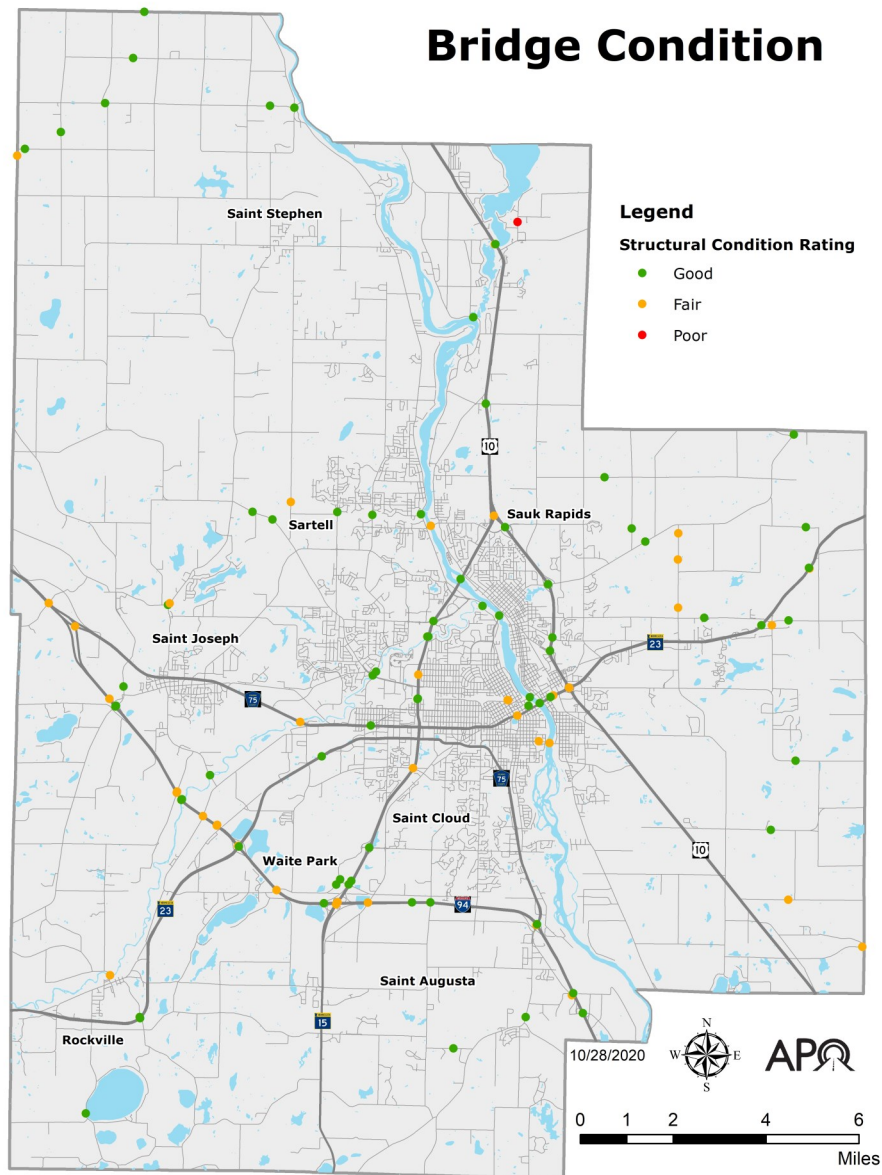 Bridge Condition
Saint Stephen
Legend
Structural Condition Rating
Good
Fair
Poor
10
Sartell
Sauk Rapids
Saint Joseph
23
75
75
Saint Cloud
Waite Park
10
23
94
Saint Augusta
15
Rockville
10/28/2020
N
W
E
S
APO
0 1 2 4 6
Miles